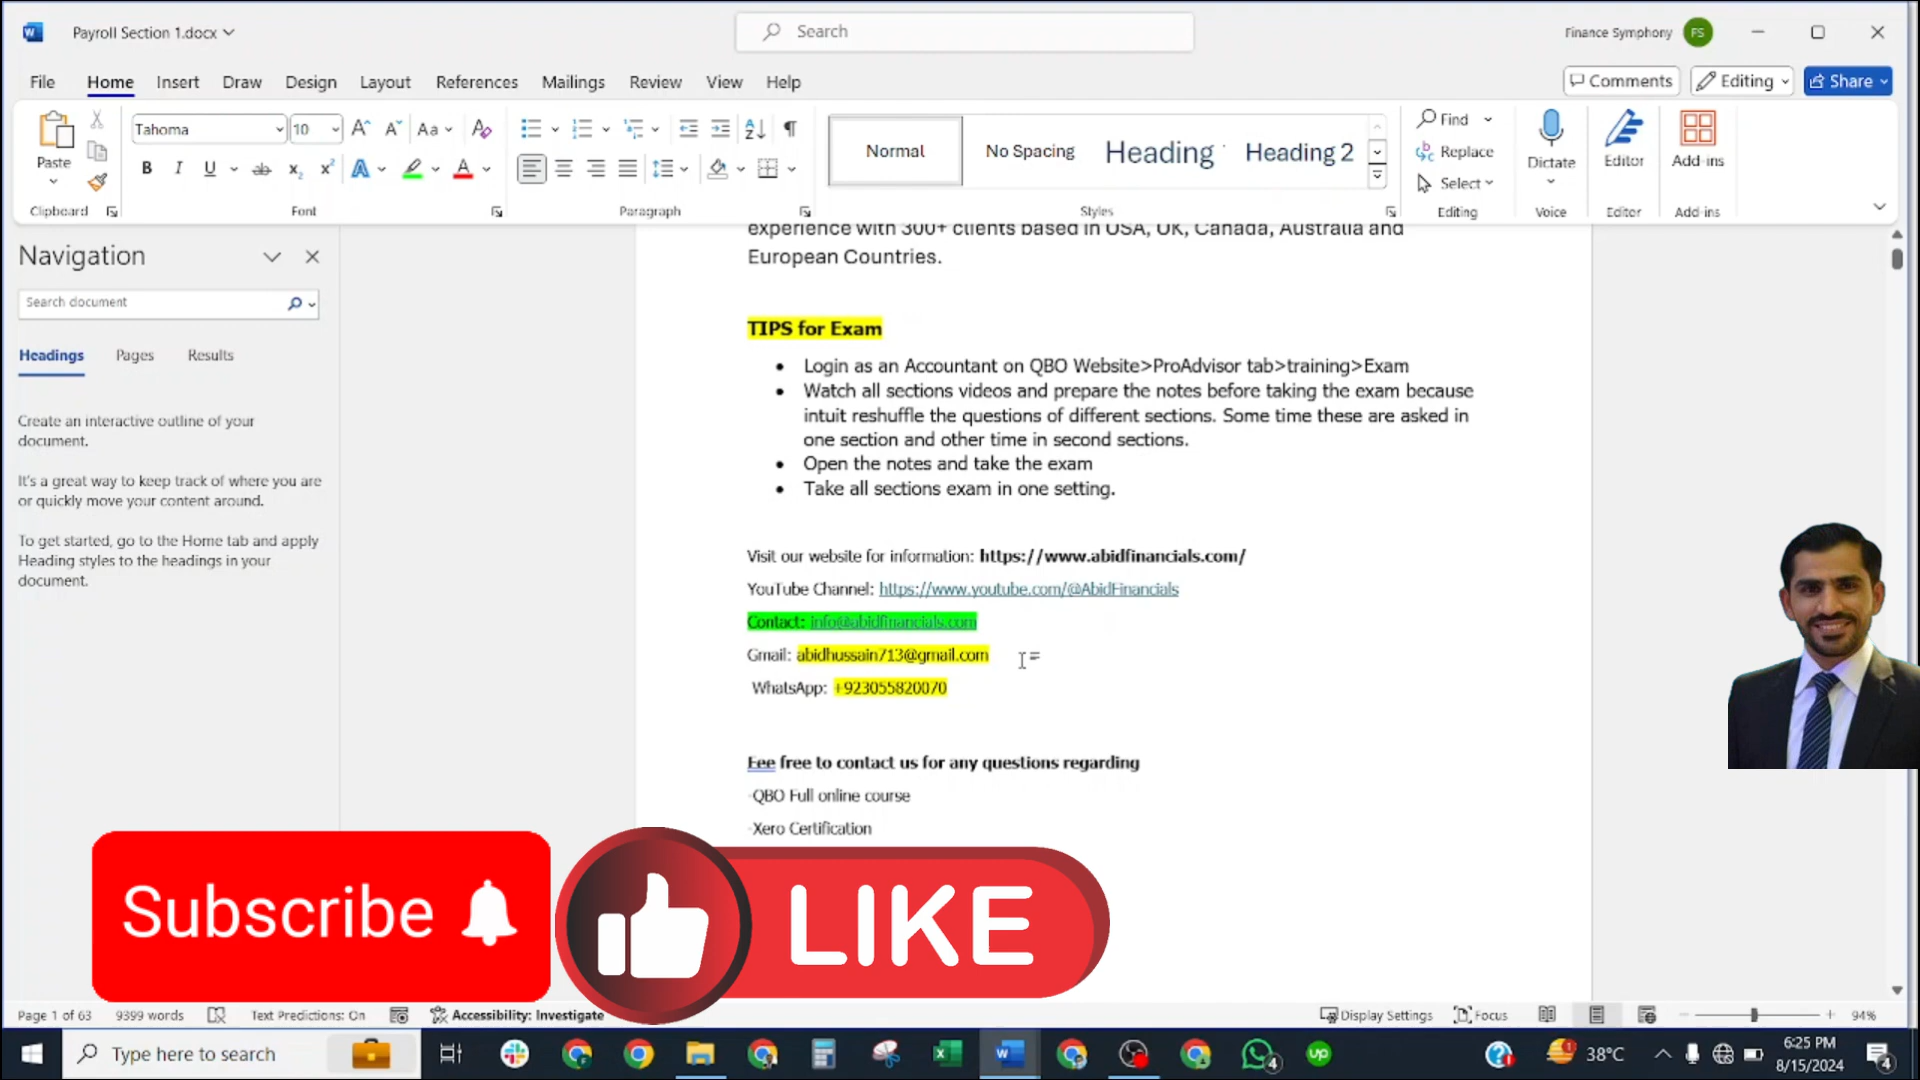 Payroll Section 1.docx
Search
Finance Symphony
FS
File
Home
Insert
Draw
Design
Layout
References
Mailings
Review
View
Help
Comments
Editing
Share
Paste
Clipboard
Tahoma
10
Font
Paragraph
Normal
No Spacing
Heading
Heading 2
Styles
Find
Replace
Select
Editing
Dictate
Voice
Editor
Editor
Add-ins
Add-ins
Navigation
Search document
Headings
Pages
Results
Create an interactive outline of your
document.
It's a great way to keep track of where you are
or quickly move your content around.
To get started, go to the Home tab and apply
Heading styles to the headings in your
document.
experience with 300+ clients based in USA, UK, Canada, Australia and
European Countries.
TIPS for Exam
• Login as an Accountant on QBO Website>ProAdvisor tab>training>Exam
• Watch all sections videos and prepare the notes before taking the exam because
intuit reshuffle the questions of different sections. Some time these are asked in
one section and other time in second sections.
• Open the notes and take the exam
• Take all sections exam in one setting.
Visit our website for information: https://www.abidfinancials.com/
YouTube Channel: https://www.youtube.com/@AbidFinancials
Contact: info@abidfinancials.com
Gmail: abidhussain713@gmail.com
WhatsApp: +923055820070
Fee free to contact us for any questions regarding
-QBO Full online course
-Xero Certification
Subscribe
LIKE
Page 1 of 63
9399 words
Text Predictions: On
Accessibility: Investigate
Display Settings
Focus
94%
Type here to search
38°C
6:25 PM
8/15/2024